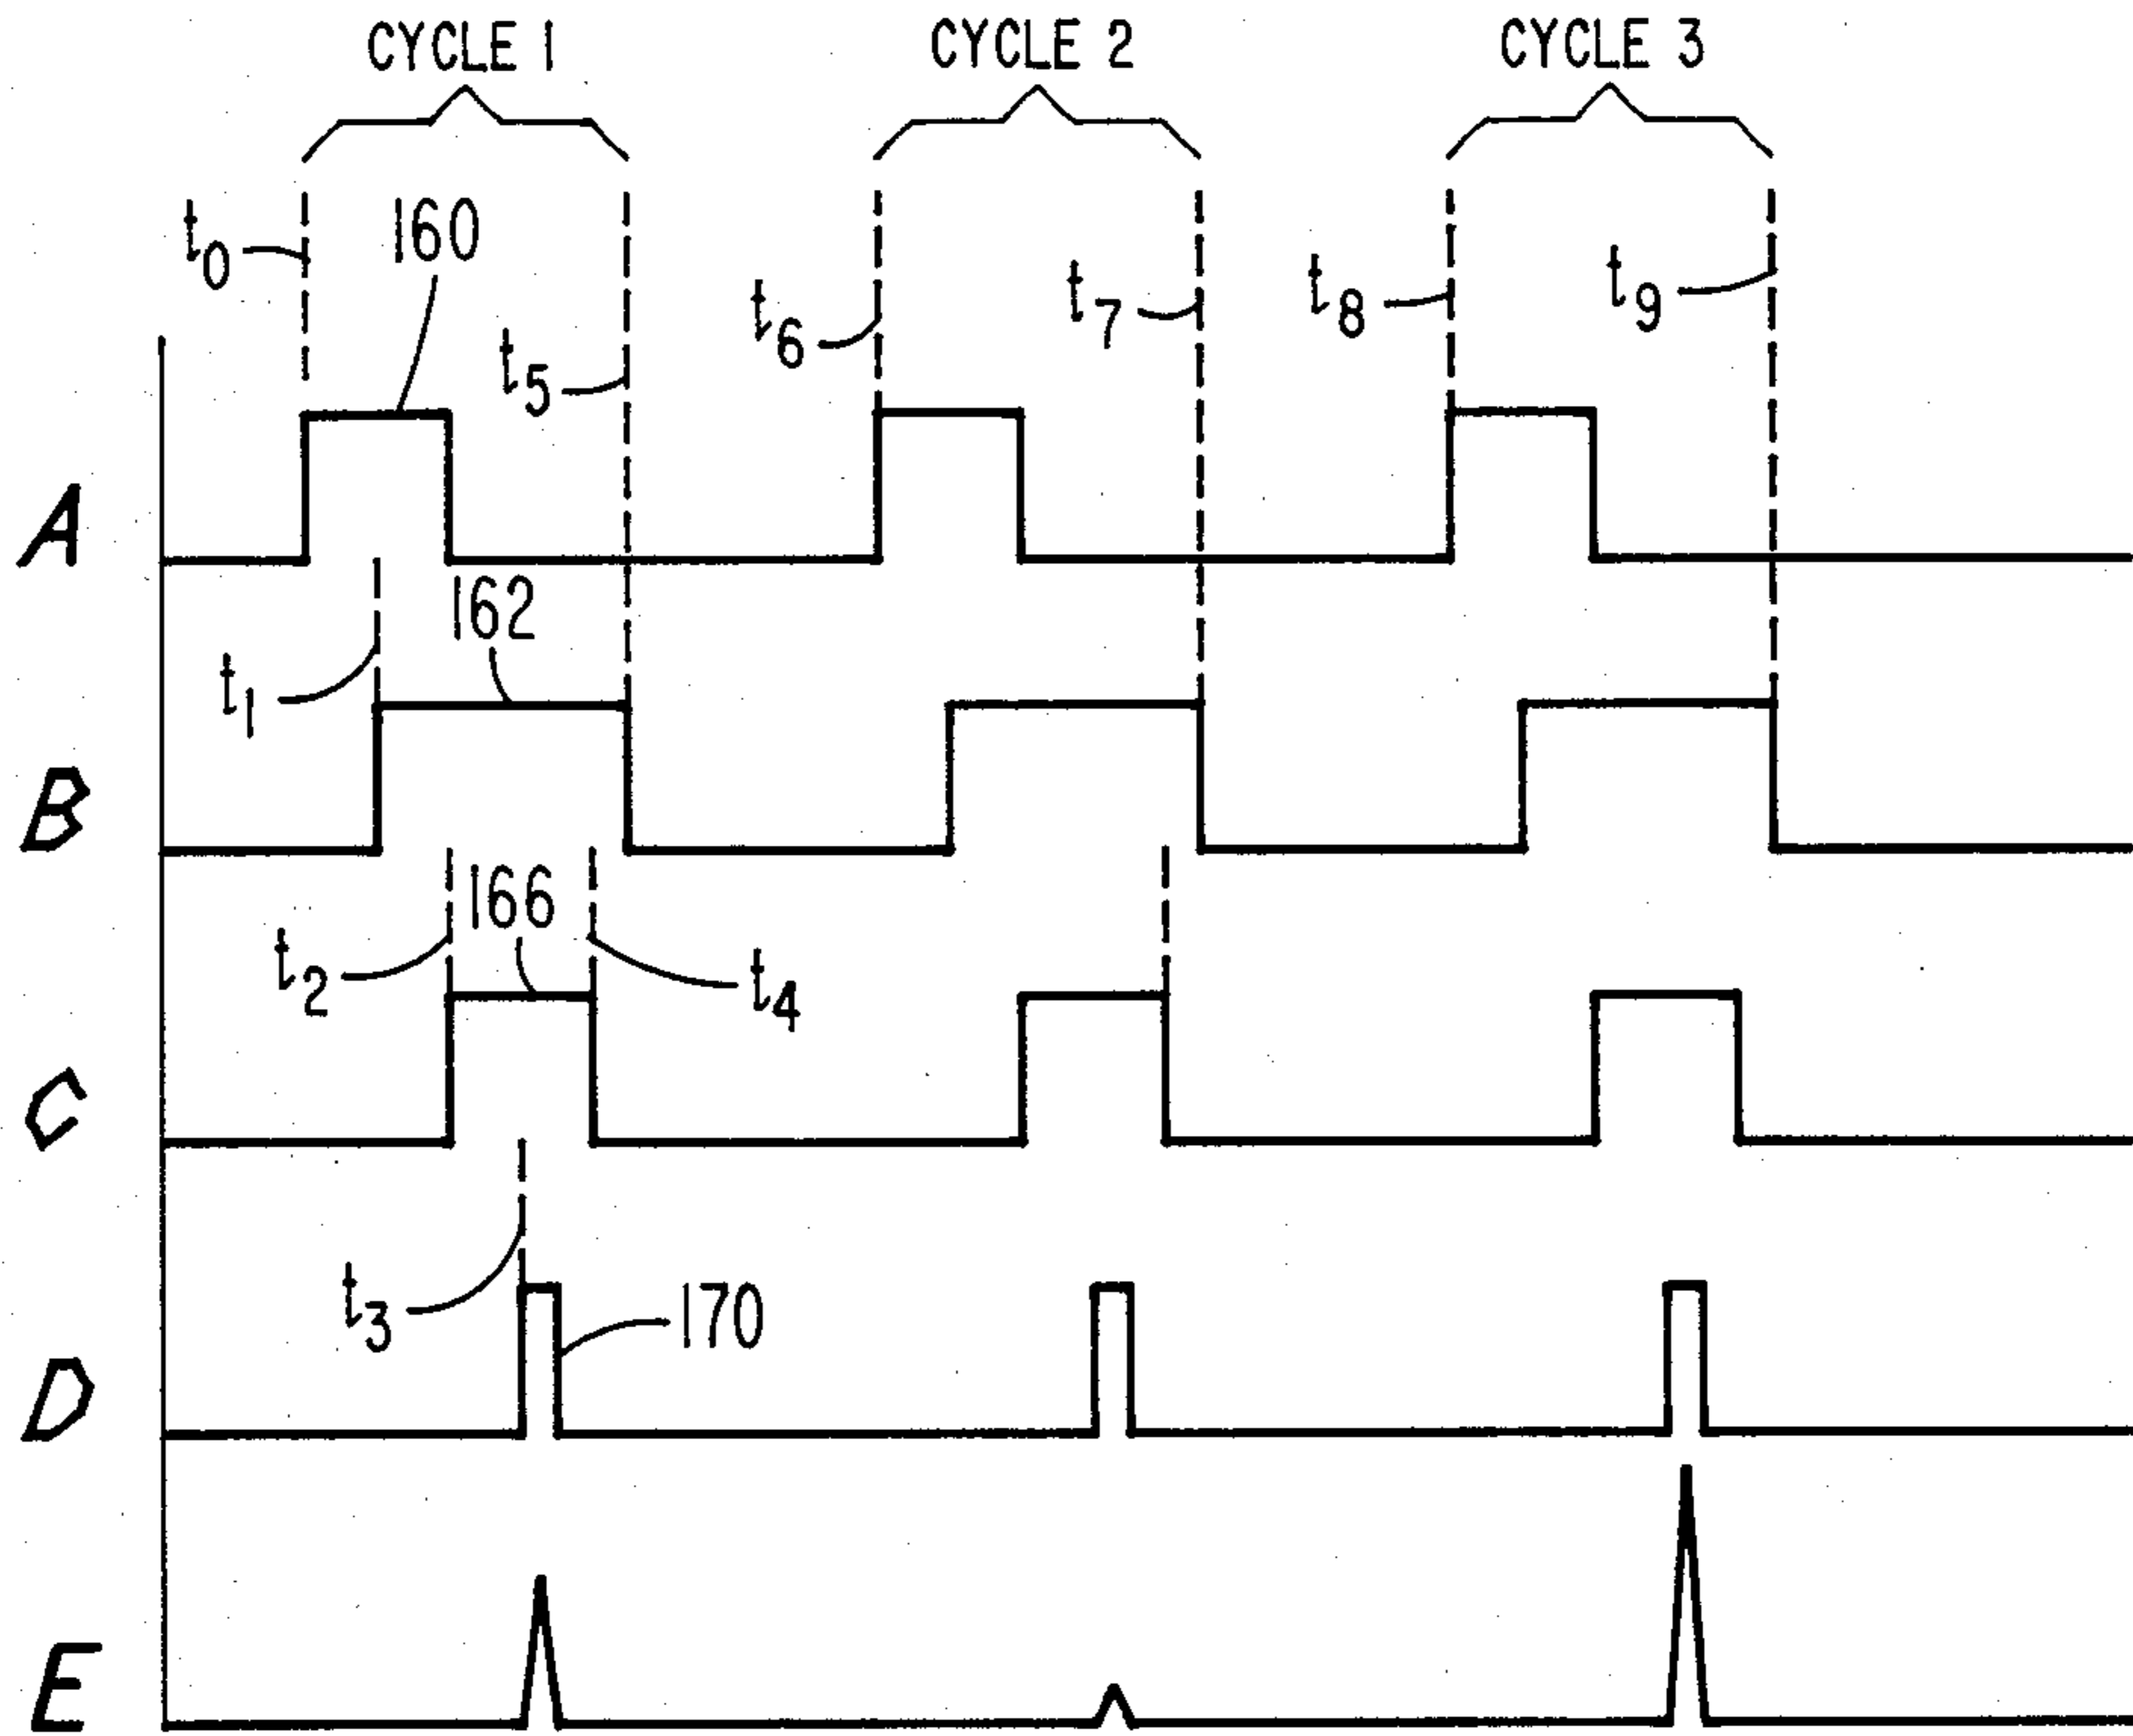 CYCLE 1 CYCLE 2 CYCLE 3
t0 160 t5 t6 t7 t8 t9
A
162
t1
B
166
t2 t4
C
t3 170
D
E